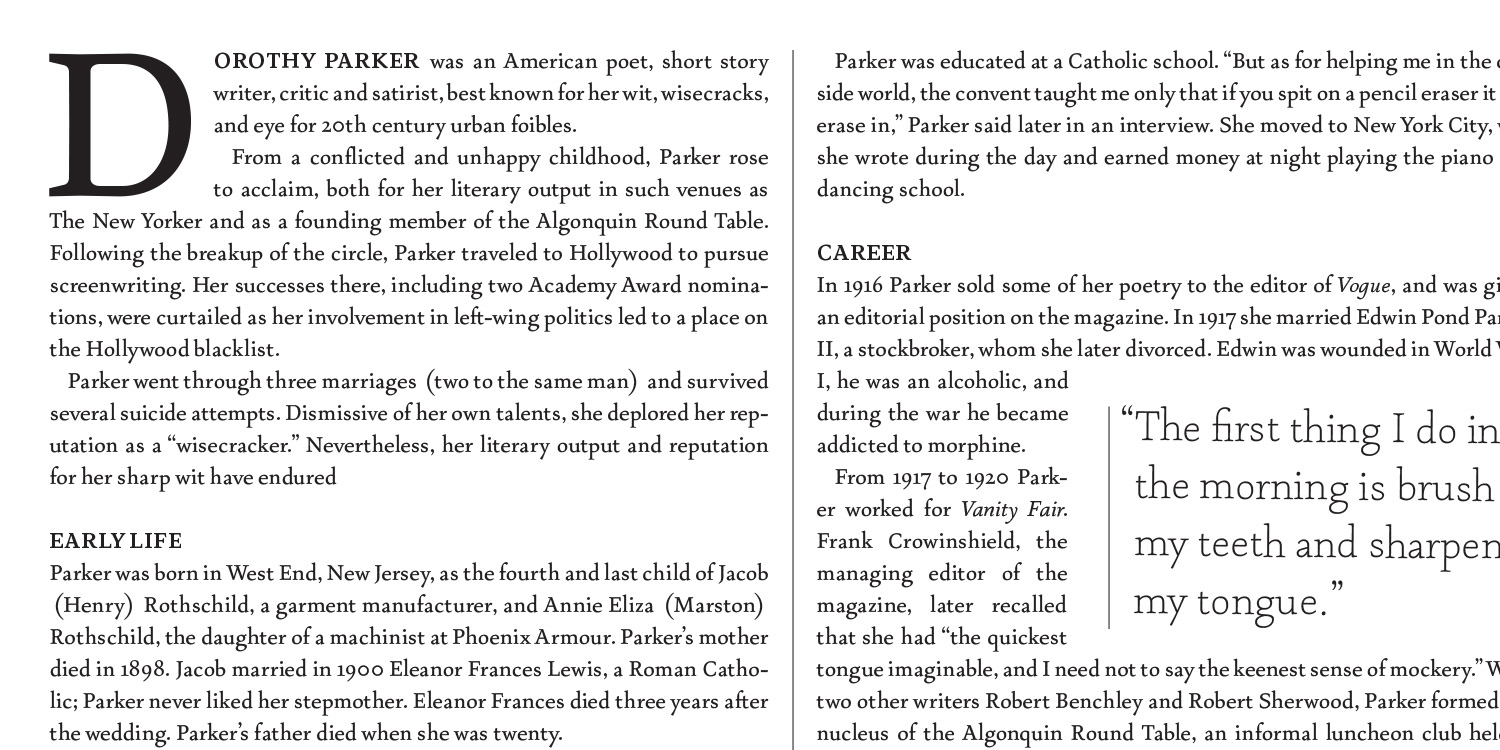 DOROTHY PARKER was an American poet, short story
writer, critic and satirist, best known for her wit, wisecracks,
and eye for 20th century urban foibles.
From a conflicted and unhappy childhood, Parker rose
to acclaim, both for her literary output in such venues as
The New Yorker and as a founding member of the Algonquin Round Table.
Following the breakup of the circle, Parker traveled to Hollywood to pursue
screenwriting. Her successes there, including two Academy Award nomina-
tions, were curtailed as her involvement in left-wing politics led to a place on
the Hollywood blacklist.
Parker went through three marriages (two to the same man) and survived
several suicide attempts. Dismissive of her own talents, she deplored her rep-
utation as a “wisecracker.” Nevertheless, her literary output and reputation
for her sharp wit have endured
EARLY LIFE
Parker was born in West End, New Jersey, as the fourth and last child of Jacob
(Henry) Rothschild, a garment manufacturer, and Annie Eliza (Marston)
Rothschild, the daughter of a machinist at Phoenix Armour. Parker’s mother
died in 1898. Jacob married in 1900 Eleanor Frances Lewis, a Roman Catho-
lic; Parker never liked her stepmother. Eleanor Frances died three years after
the wedding. Parker’s father died when she was twenty.
Parker was educated at a Catholic school. “But as for helping me in the
side world, the convent taught me only that if you spit on a pencil eraser it
erase in,” Parker said later in an interview. She moved to New York City,
she wrote during the day and earned money at night playing the piano
dancing school.
CAREER
In 1916 Parker sold some of her poetry to the editor of Vogue, and was
an editorial position on the magazine. In 1917 she married Edwin Pond
II, a stockbroker, whom she later divorced. Edwin was wounded in World
I, he was an alcoholic, and
during the war he became
addicted to morphine.
From 1917 to 1920 Park-
er worked for Vanity Fair.
Frank Crowinshield, the
managing editor of the
magazine, later recalled
that she had “the quickest
tongue imaginable, and I need not to say the keenest sense of mockery.”
two other writers Robert Benchley and Robert Sherwood, Parker formed
nucleus of the Algonquin Round Table, an informal luncheon club
“The first thing I do in
the morning is brush
my teeth and sharpen
my tongue.”